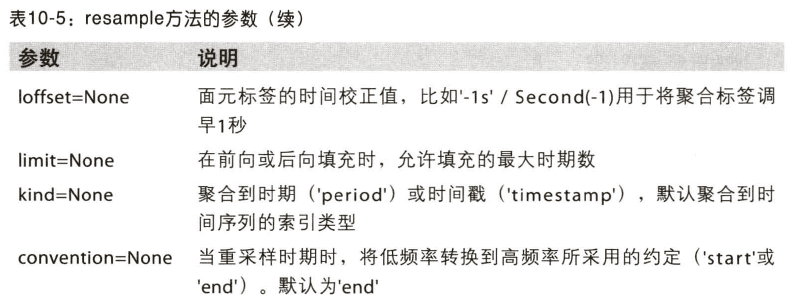 表10-5：resample方法的参数（续）
参数 说明
loffset=None 面元标签的时间校正值，比如'-1s' / Second(-1)用于将聚合标签调
早1秒
limit=None 在前向或后向填充时，允许填充的最大时期数
kind=None 聚合到时期（'period'）或时间戳（'timestamp'），默认聚合到时
间序列的索引类型
convention=None 当重采样时期时，将低频率转换到高频率所采用的约定（'start'或
'end'）。默认为'end'